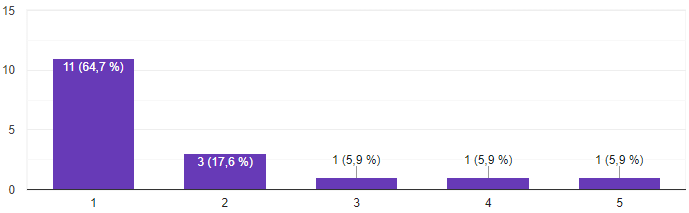 15
10
5
0
11 (64,7 %)
3 (17,6 %)
1 (5,9 %)
1 (5,9 %)
1 (5,9 %)
1 2 3 4 5